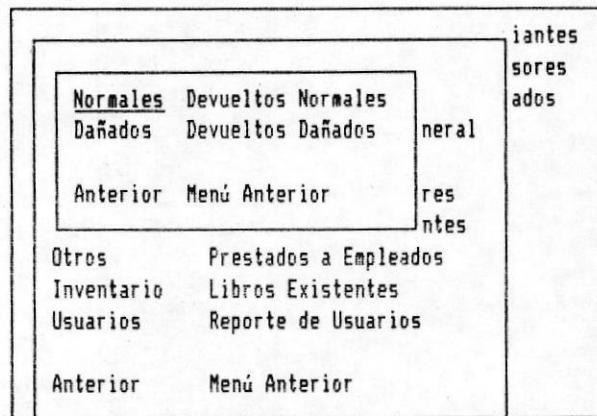 iantes
sores
Normales Devueltos Normales ados
Dañados Devueltos Dañados neral
Anterior Menú Anterior res
ntes
Otros Prestados a Empleados
Inventario Libros Existentes
Usuarios Reporte de Usuarios
Anterior Menú Anterior